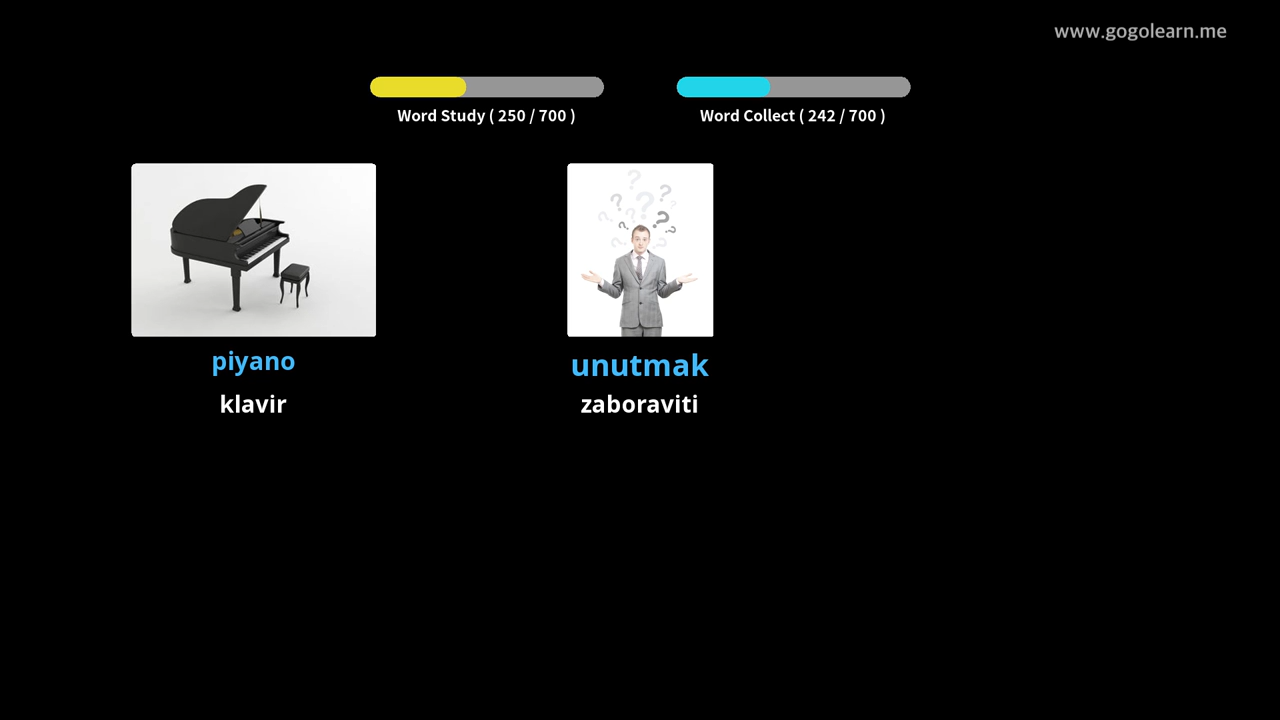 www.gogolearn.me
Word Study ( 250 / 700 )
Word Collect ( 242 / 700 )
piyano
klavir
unutmak
zaboraviti